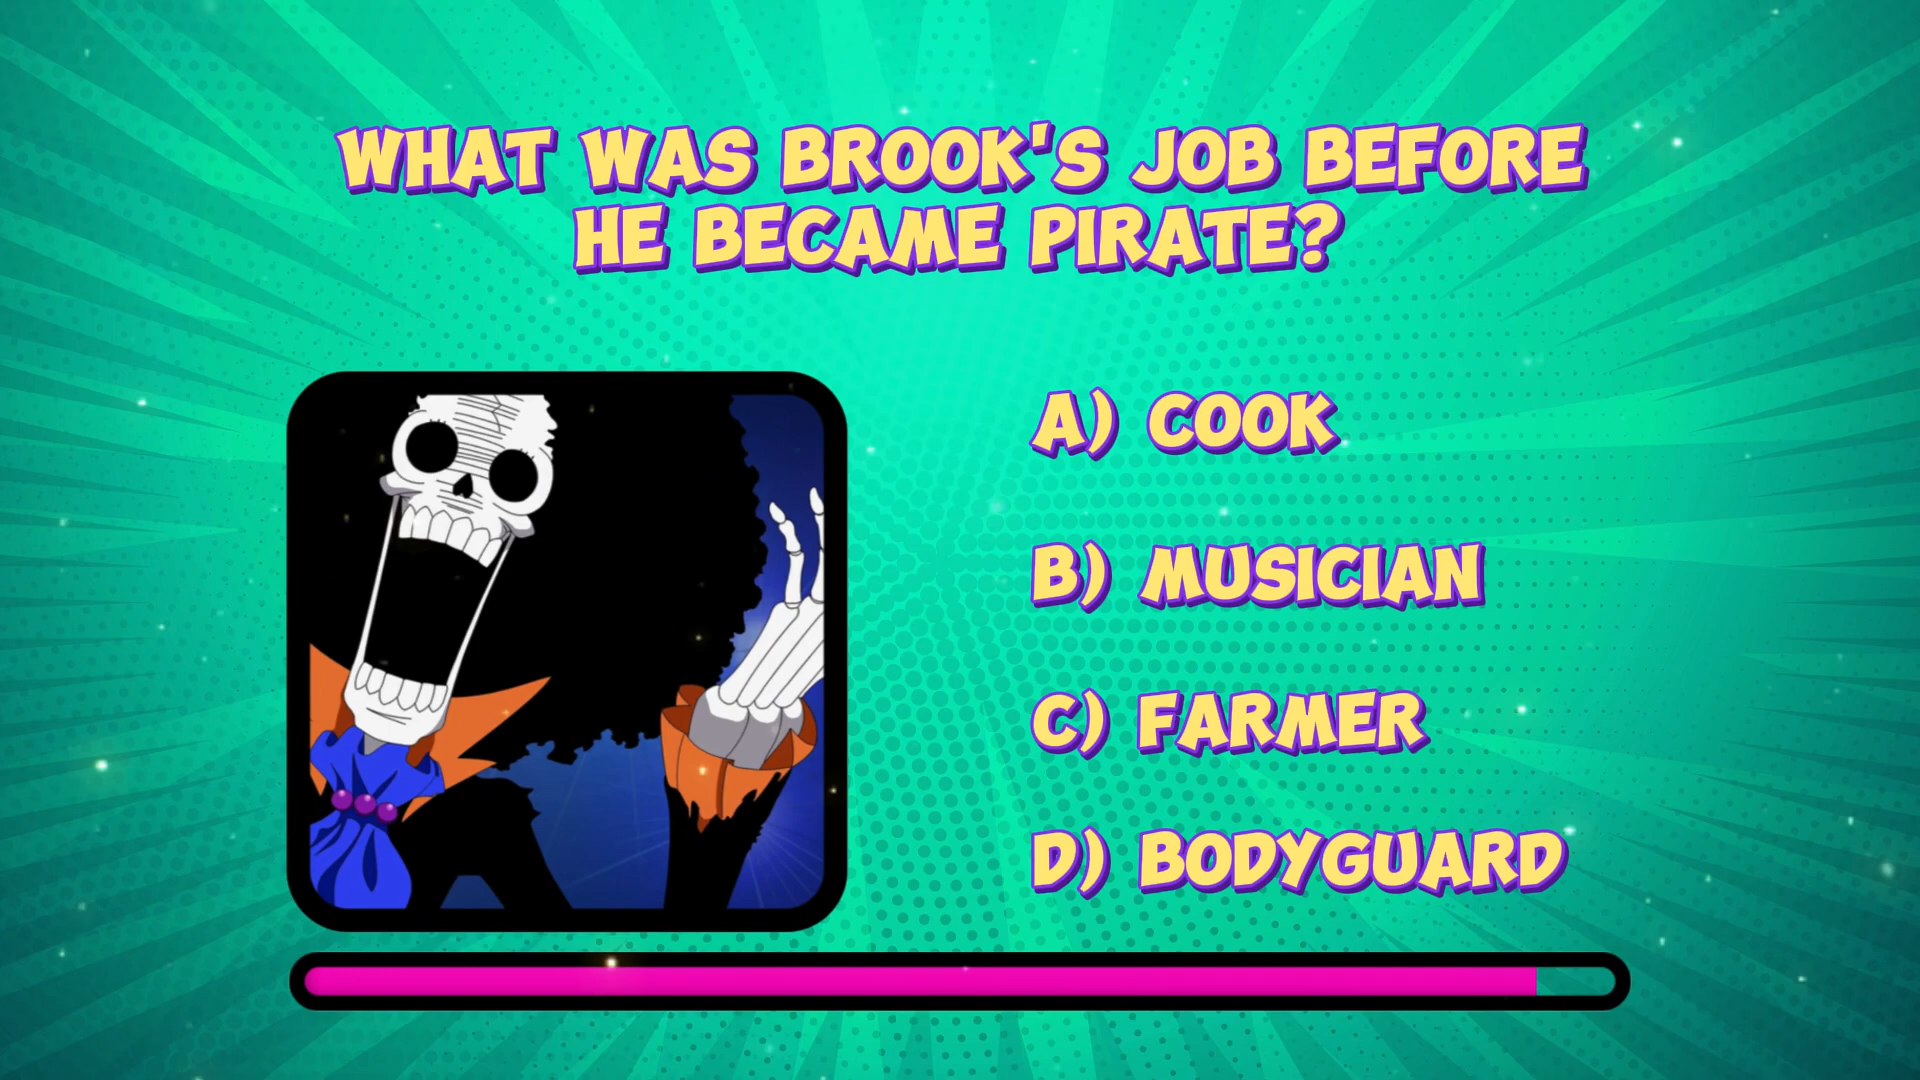 WHAT WAS BROOK'S JOB BEFORE
HE BECAME PIRATE?
A) COOK
B) MUSICIAN
C) FARMER
D) BODYGUARD